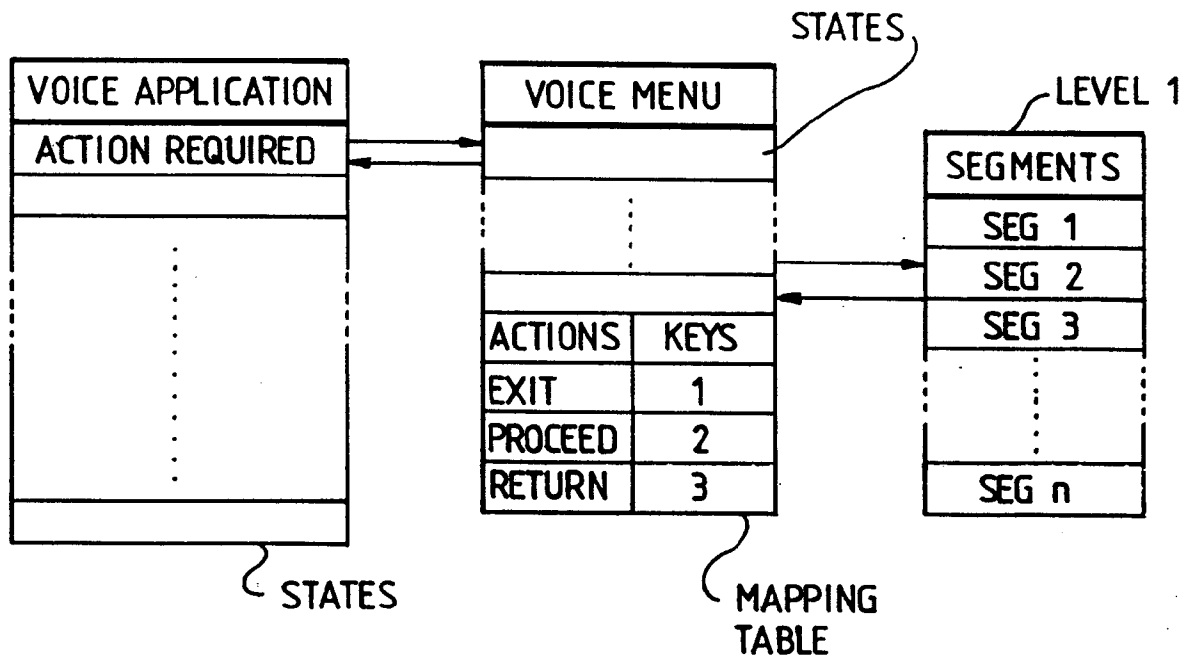 STATES
VOICE APPLICATION
ACTION REQUIRED
VOICE MENU
LEVEL 1
SEGMENTS
SEG 1
SEG 2
SEG 3
SEG n
ACTIONS KEYS
EXIT 1
PROCEED 2
RETURN 3
STATES
MAPPING
TABLE